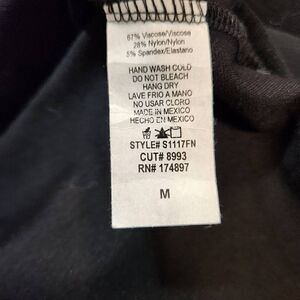 67% Viscose/Viscose
28% Nylon/Nylon
5% Spandex/Elastano
HAND WASH COLD
DO NOT BLEACH
HANG DRY
LAVE FRIO A MANO
NO USAR CLORO
MADE IN MEXICO
HECHO EN MEXICO
STYLE# S1117FN
CUT# 8993
RN# 174897
M